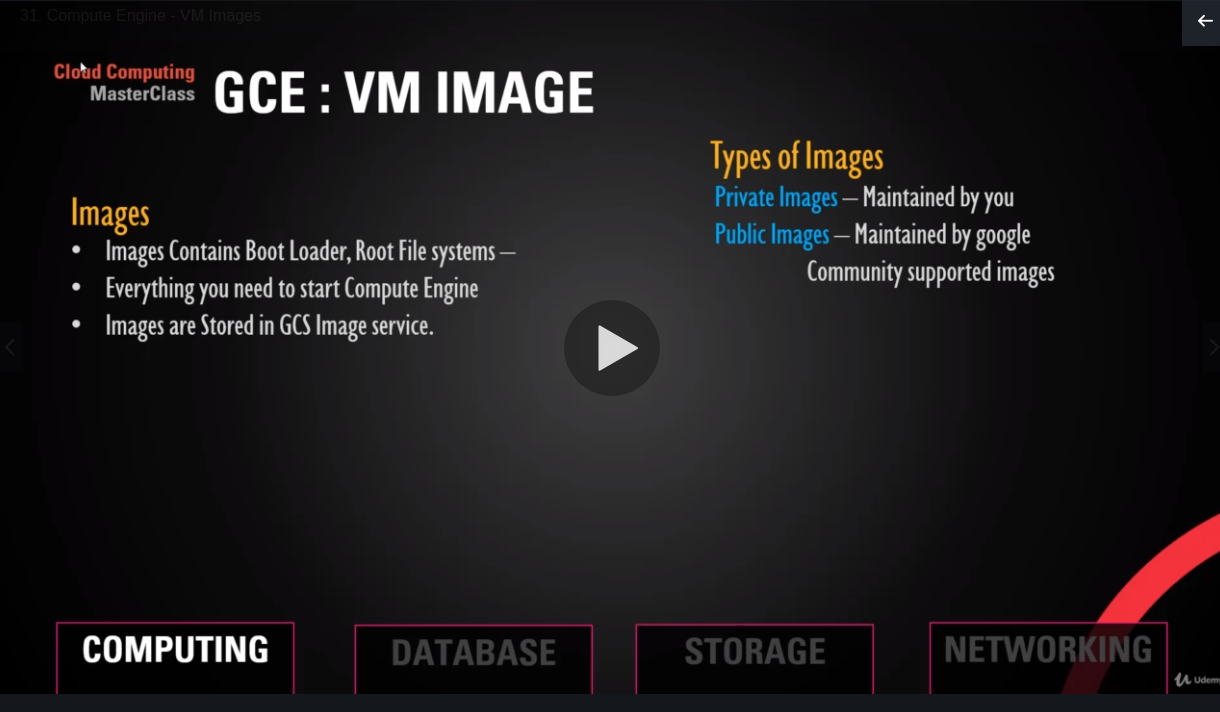 31. Compute Engine - VM Images
Cloud Computing
MasterClass
GCE : VM IMAGE
Types of Images
Private Images – Maintained by you
Public Images – Maintained by google
Community supported images
Images
• Images Contains Boot Loader, Root File systems –
• Everything you need to start Compute Engine
• Images are Stored in GCS Image service.
COMPUTING
DATABASE
STORAGE
NETWORKING